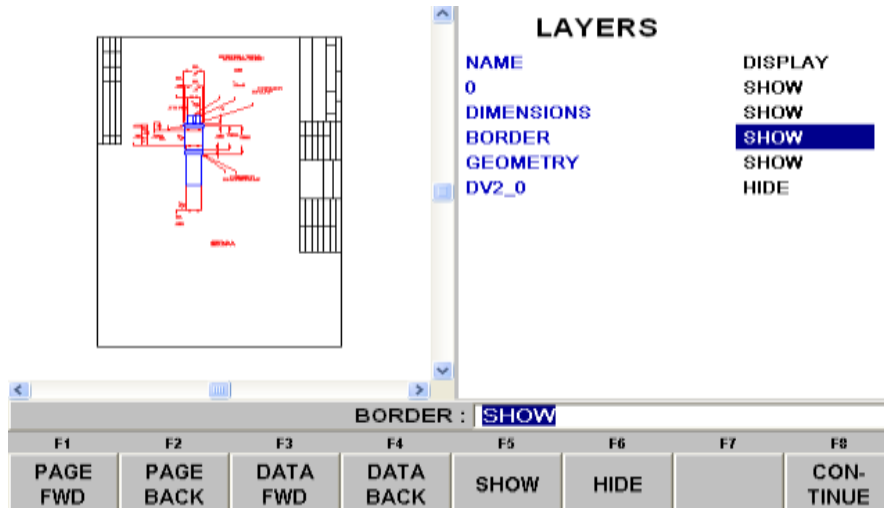 LAYERS
NAME DISPLAY
0 SHOW
DIMENSIONS SHOW
BORDER SHOW
GEOMETRY SHOW
DV2_0 HIDE
BORDER : SHOW
F1 F2 F3 F4 F5 F6 F7 F8
PAGE FWD
PAGE BACK
DATA FWD
DATA BACK
SHOW
HIDE
CON-
TINUE